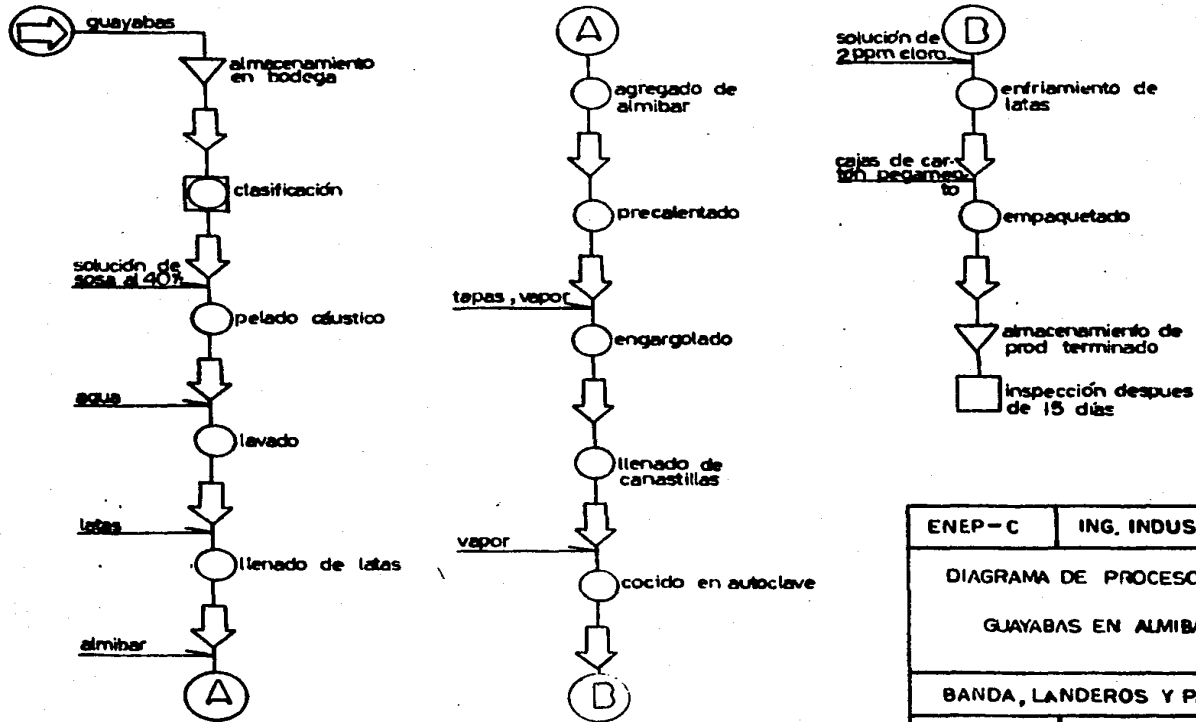 guayabas
almacenamiento
en bodega
clasificación
solución de
sosa al 40%
pelado cáustico
agua
lavado
latas
llenado de latas
almibar
A
A
agregado de
almibar
precalentado
tapas, vapor
engargolado
llenado de
canastillas
vapor
cocido en autoclave
B
B
solución de
2 ppm cloro
enfriamiento de
latas
cajas de car-
tón pegamen-
to
empaquetado
almacenamiento de
prod terminado
inspección despues
de 15 días
ENEP-C ING. INDUS
DIAGRAMA DE PROCESO
GUAYABAS EN ALMIBA
BANDA, LANDEROS Y P